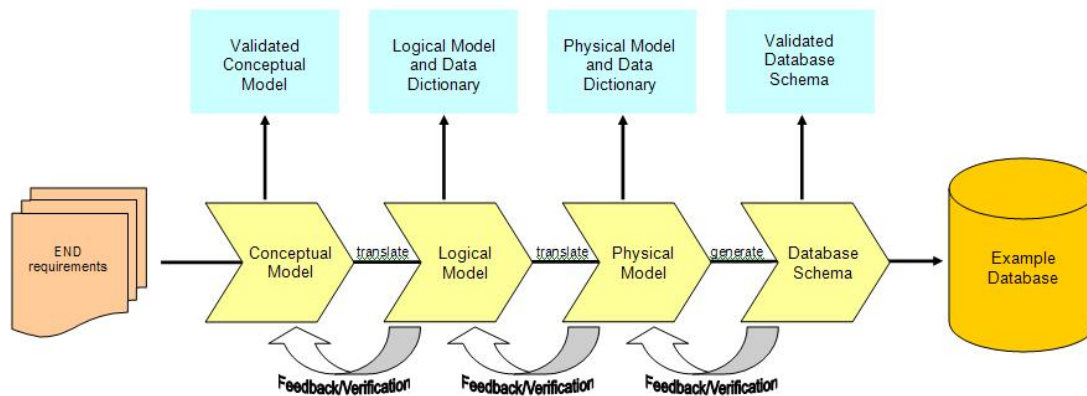 Validated
Conceptual
Model
Logical Model
and Data
Dictionary
Physical Model
and Data
Dictionary
Validated
Database
Schema
END
requirements
Conceptual
Model
translate
Logical
Model
translate
Physical
Model
generate
Database
Schema
Example
Database
Feedback/Verification
Feedback/Verification
Feedback/Verification